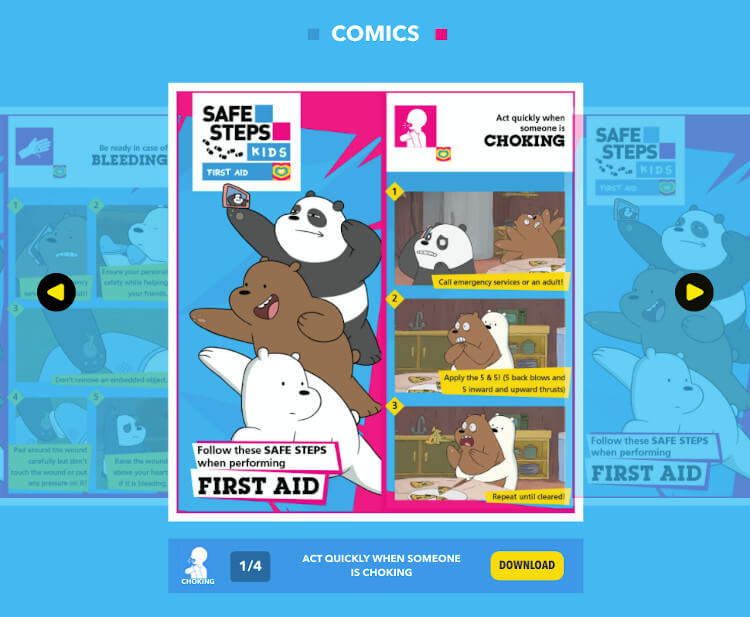 COMICS
Be ready in case of
BLEEDING
1
2
Ensure your personal
safety while helping
your friends.
3
Don't remove an embedded object.
4
5
Pad around the wound
carefully but don't
touch the wound or put
any pressure on it!
Raise the wound
above your heart
if it is bleeding.
SAFE
STEPS
KIDS
FIRST AID
Follow these SAFE STEPS
when performing
FIRST AID
Act quickly when
someone is
CHOKING
1
Call emergency services or an adult!
2
Apply the 5 & 5! (5 back blows and
5 inward and upward thrusts)
3
Repeat until cleared!
SAFE
STEPS
KIDS
FIRST AID
Follow these SAFE STEPS
when performing
FIRST AID
CHOKING
1/4
ACT QUICKLY WHEN SOMEONE
IS CHOKING
DOWNLOAD